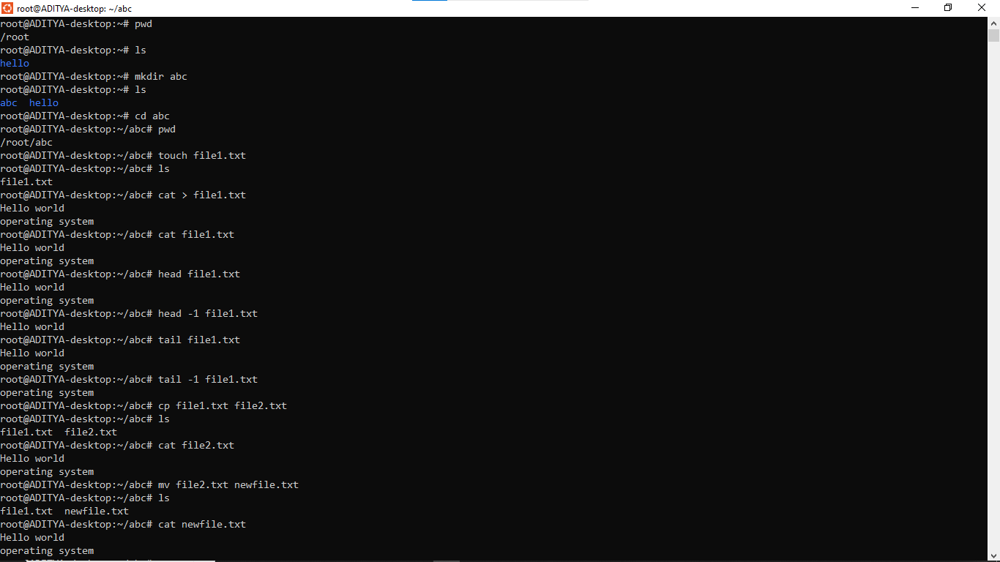 root@ADITYA-desktop: ~/abc
root@ADITYA-desktop:~# pwd
/root
root@ADITYA-desktop:~# ls
hello
root@ADITYA-desktop:~# mkdir abc
root@ADITYA-desktop:~# ls
abc  hello
root@ADITYA-desktop:~# cd abc
root@ADITYA-desktop:~/abc# pwd
/root/abc
root@ADITYA-desktop:~/abc# touch file1.txt
root@ADITYA-desktop:~/abc# ls
file1.txt
root@ADITYA-desktop:~/abc# cat > file1.txt
Hello world
operating system
root@ADITYA-desktop:~/abc# cat file1.txt
Hello world
operating system
root@ADITYA-desktop:~/abc# head file1.txt
Hello world
operating system
root@ADITYA-desktop:~/abc# head -1 file1.txt
Hello world
root@ADITYA-desktop:~/abc# tail file1.txt
Hello world
operating system
root@ADITYA-desktop:~/abc# tail -1 file1.txt
operating system
root@ADITYA-desktop:~/abc# cp file1.txt file2.txt
root@ADITYA-desktop:~/abc# ls
file1.txt  file2.txt
root@ADITYA-desktop:~/abc# cat file2.txt
Hello world
operating system
root@ADITYA-desktop:~/abc# mv file2.txt newfile.txt
root@ADITYA-desktop:~/abc# ls
file1.txt  newfile.txt
root@ADITYA-desktop:~/abc# cat newfile.txt
Hello world
operating system